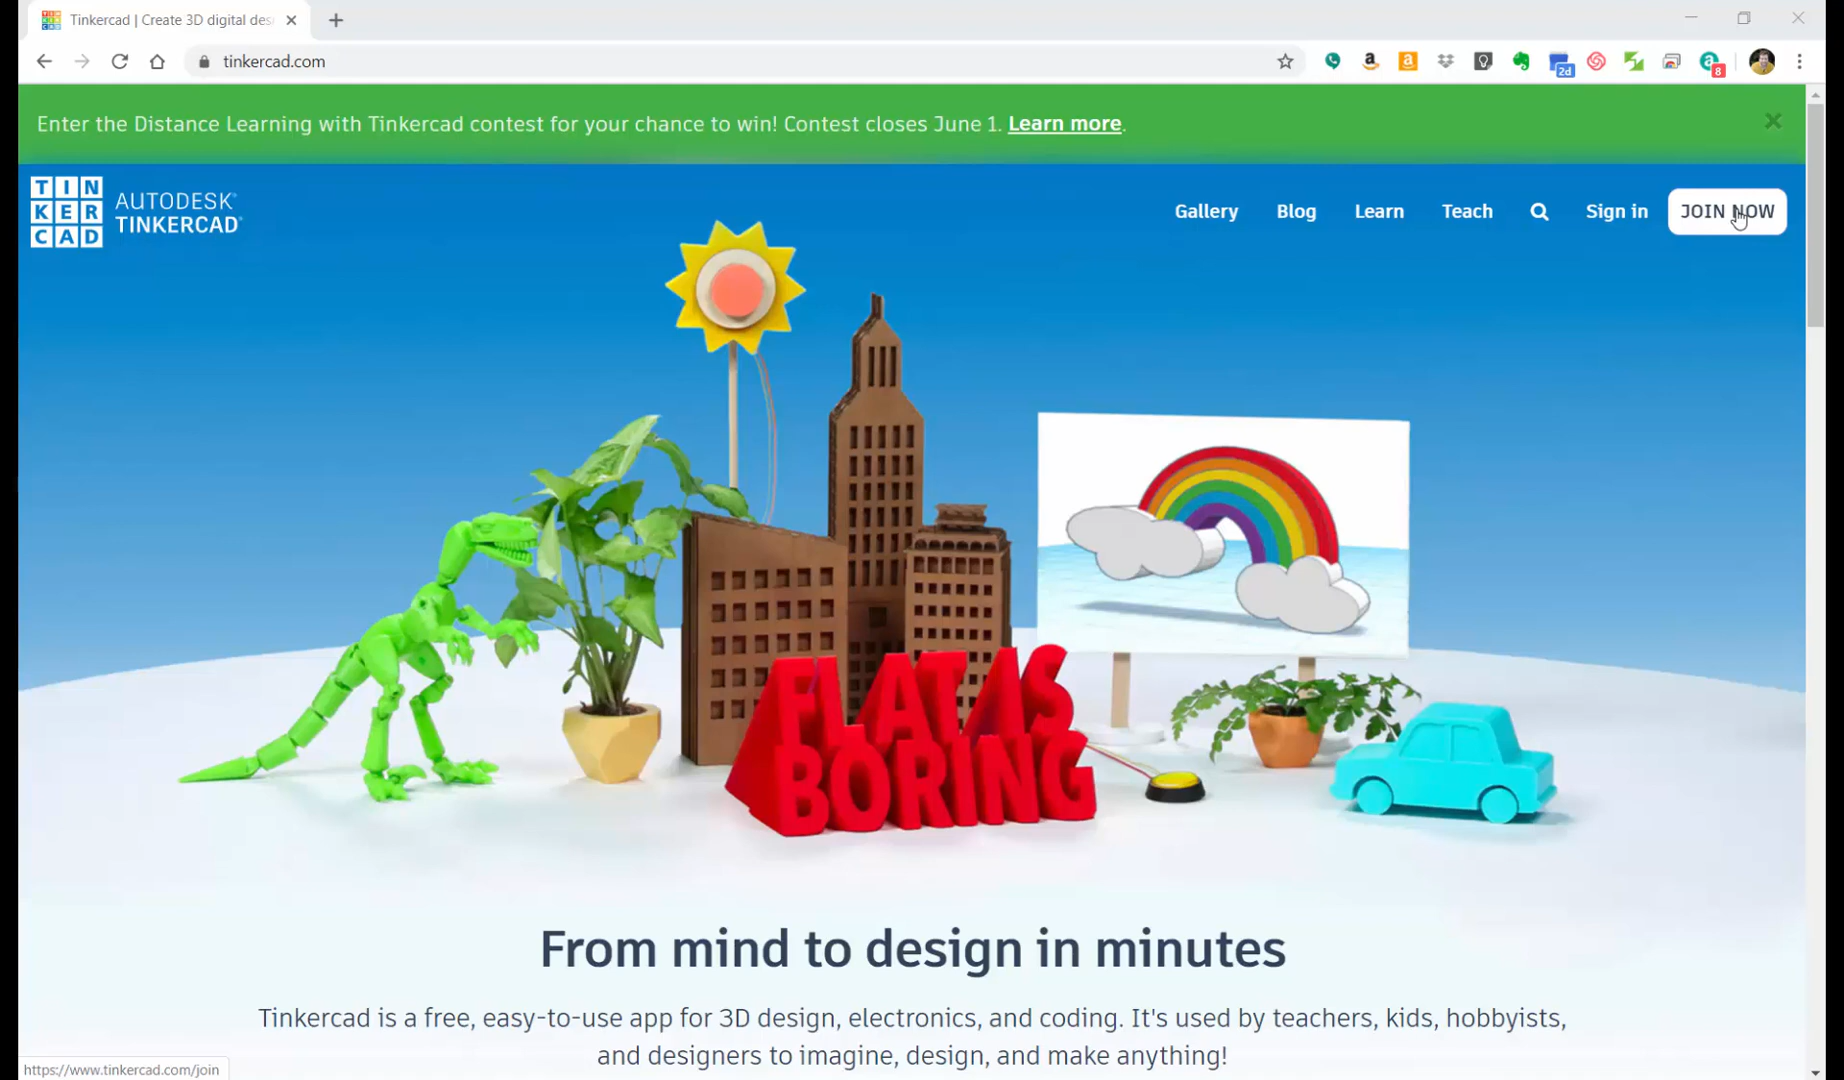 Tinkercad | Create 3D digital des
tinkercad.com
2d
8
Enter the Distance Learning with Tinkercad contest for your chance to win! Contest closes June 1. Learn more.
TIN
KER
CAD
AUTODESK®
TINKERCAD®
Gallery
Blog
Learn
Teach
Sign in
JOIN NOW
FLAT IS
BORING
From mind to design in minutes
Tinkercad is a free, easy-to-use app for 3D design, electronics, and coding. It's used by teachers, kids, hobbyists,
and designers to imagine, design, and make anything!
https://www.tinkercad.com/join